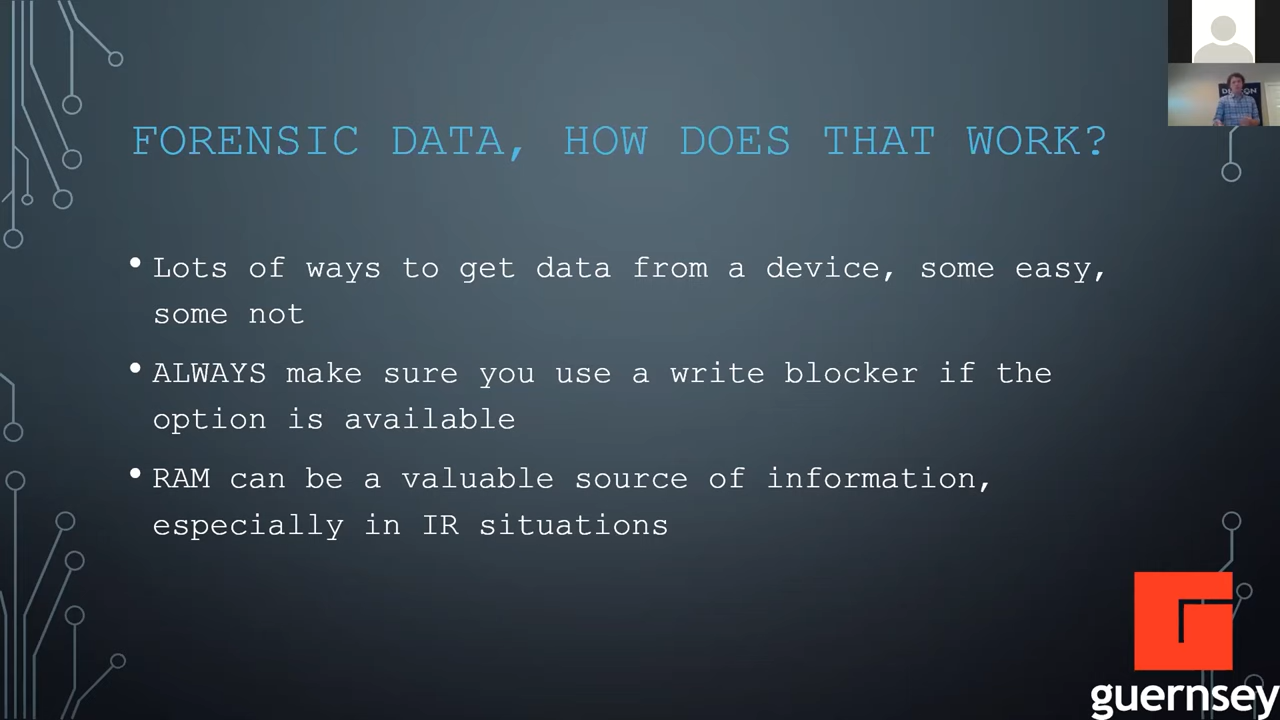 FORENSIC DATA, HOW DOES THAT WORK?
• Lots of ways to get data from a device, some easy,
some not
• ALWAYS make sure you use a write blocker if the
option is available
• RAM can be a valuable source of information,
especially in IR situations
guernsey